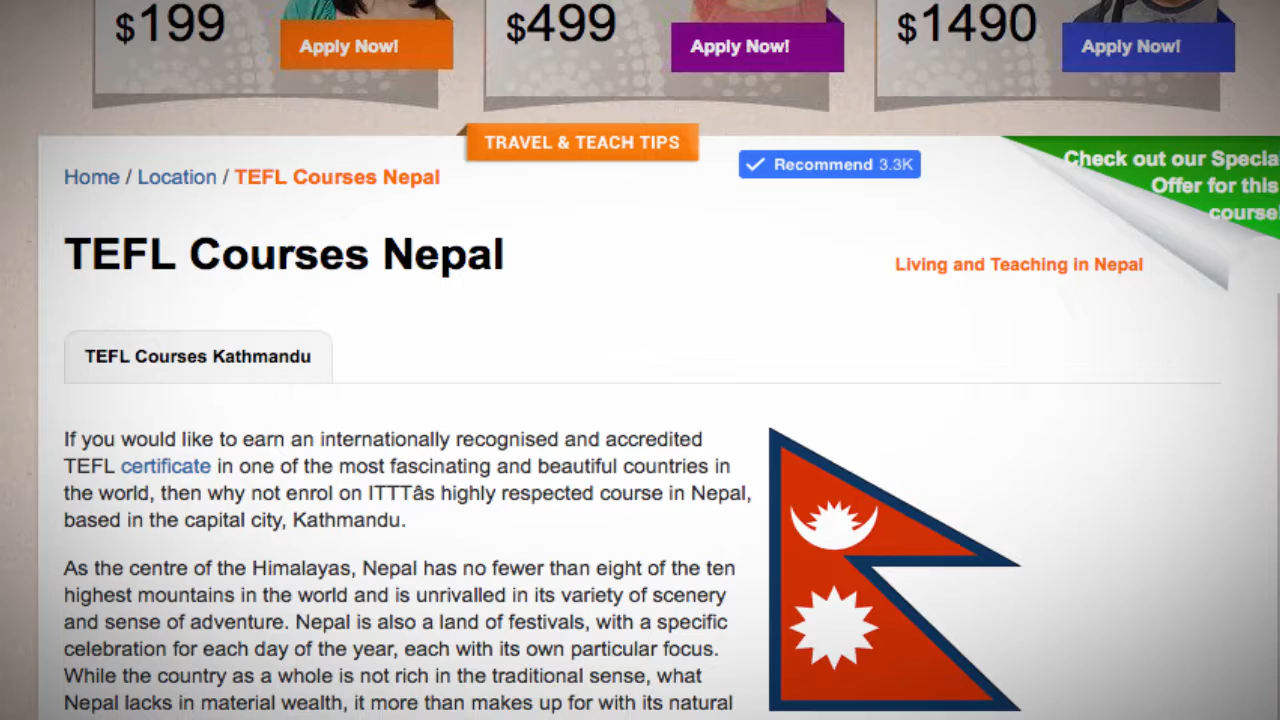 $199
Apply Now!
$499
Apply Now!
$1490
Apply Now!
TRAVEL & TEACH TIPS
Home / Location / TEFL Courses Nepal
Recommend 3.3K
Check out our Specia
Offer for this
course
TEFL Courses Nepal
Living and Teaching in Nepal
TEFL Courses Kathmandu
If you would like to earn an internationally recognised and accredited
TEFL certificate in one of the most fascinating and beautiful countries in
the world, then why not enrol on ITTTâs highly respected course in Nepal,
based in the capital city, Kathmandu.
As the centre of the Himalayas, Nepal has no fewer than eight of the ten
highest mountains in the world and is unrivalled in its variety of scenery
and sense of adventure. Nepal is also a land of festivals, with a specific
celebration for each day of the year, each with its own particular focus.
While the country as a whole is not rich in the traditional sense, what
Nepal lacks in material wealth, it more than makes up for with its natural